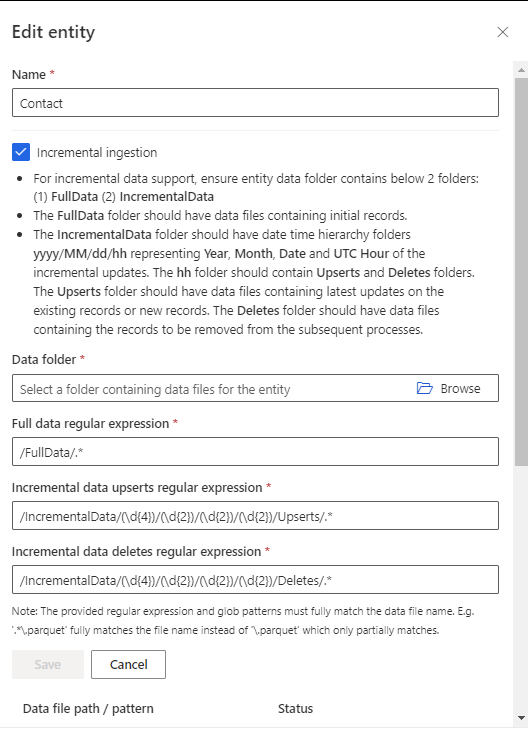 Edit entity
Name *
Contact
Incremental ingestion
• For incremental data support, ensure entity data folder contains below 2 folders:
(1) FullData (2) IncrementalData
• The FullData folder should have data files containing initial records.
• The IncrementalData folder should have date time hierarchy folders
yyyy/MM/dd/hh representing Year, Month, Date and UTC Hour of the
incremental updates. The hh folder should contain Upserts and Deletes folders.
The Upserts folder should have data files containing latest updates on the
existing records or new records. The Deletes folder should have data files
containing the records to be removed from the subsequent processes.
Data folder *
Select a folder containing data files for the entity
Browse
Full data regular expression *
/FullData/.*
Incremental data upserts regular expression *
/IncrementalData/(\d{4})/(\d{2})/(\d{2})/(\d{2})/Upserts/.*
Incremental data deletes regular expression *
/IncrementalData/(\d{4})/(\d{2})/(\d{2})/(\d{2})/Deletes/.*
Note: The provided regular expression and glob patterns must fully match the data file name. E.g.
'.*\.parquet' fully matches the file name instead of '\.parquet' which only partially matches.
Save
Cancel
Data file path / pattern
Status